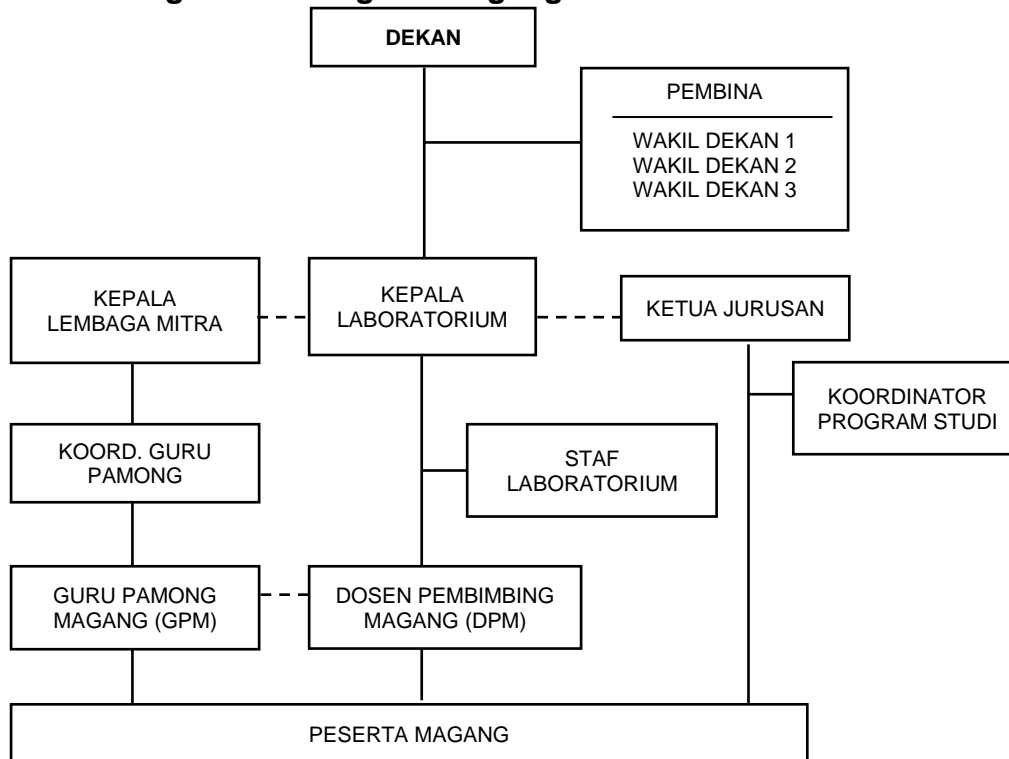 DEKAN
PEMBINA
WAKIL DEKAN 1
WAKIL DEKAN 2
WAKIL DEKAN 3
KEPALA
LEMBAGA MITRA
KEPALA
LABORATORIUM
KETUA JURUSAN
KOORDINATOR
PROGRAM STUDI
KOORD. GURU
PAMONG
STAF
LABORATORIUM
GURU PAMONG
MAGANG (GPM)
DOSEN PEMBIMBING
MAGANG (DPM)
PESERTA MAGANG